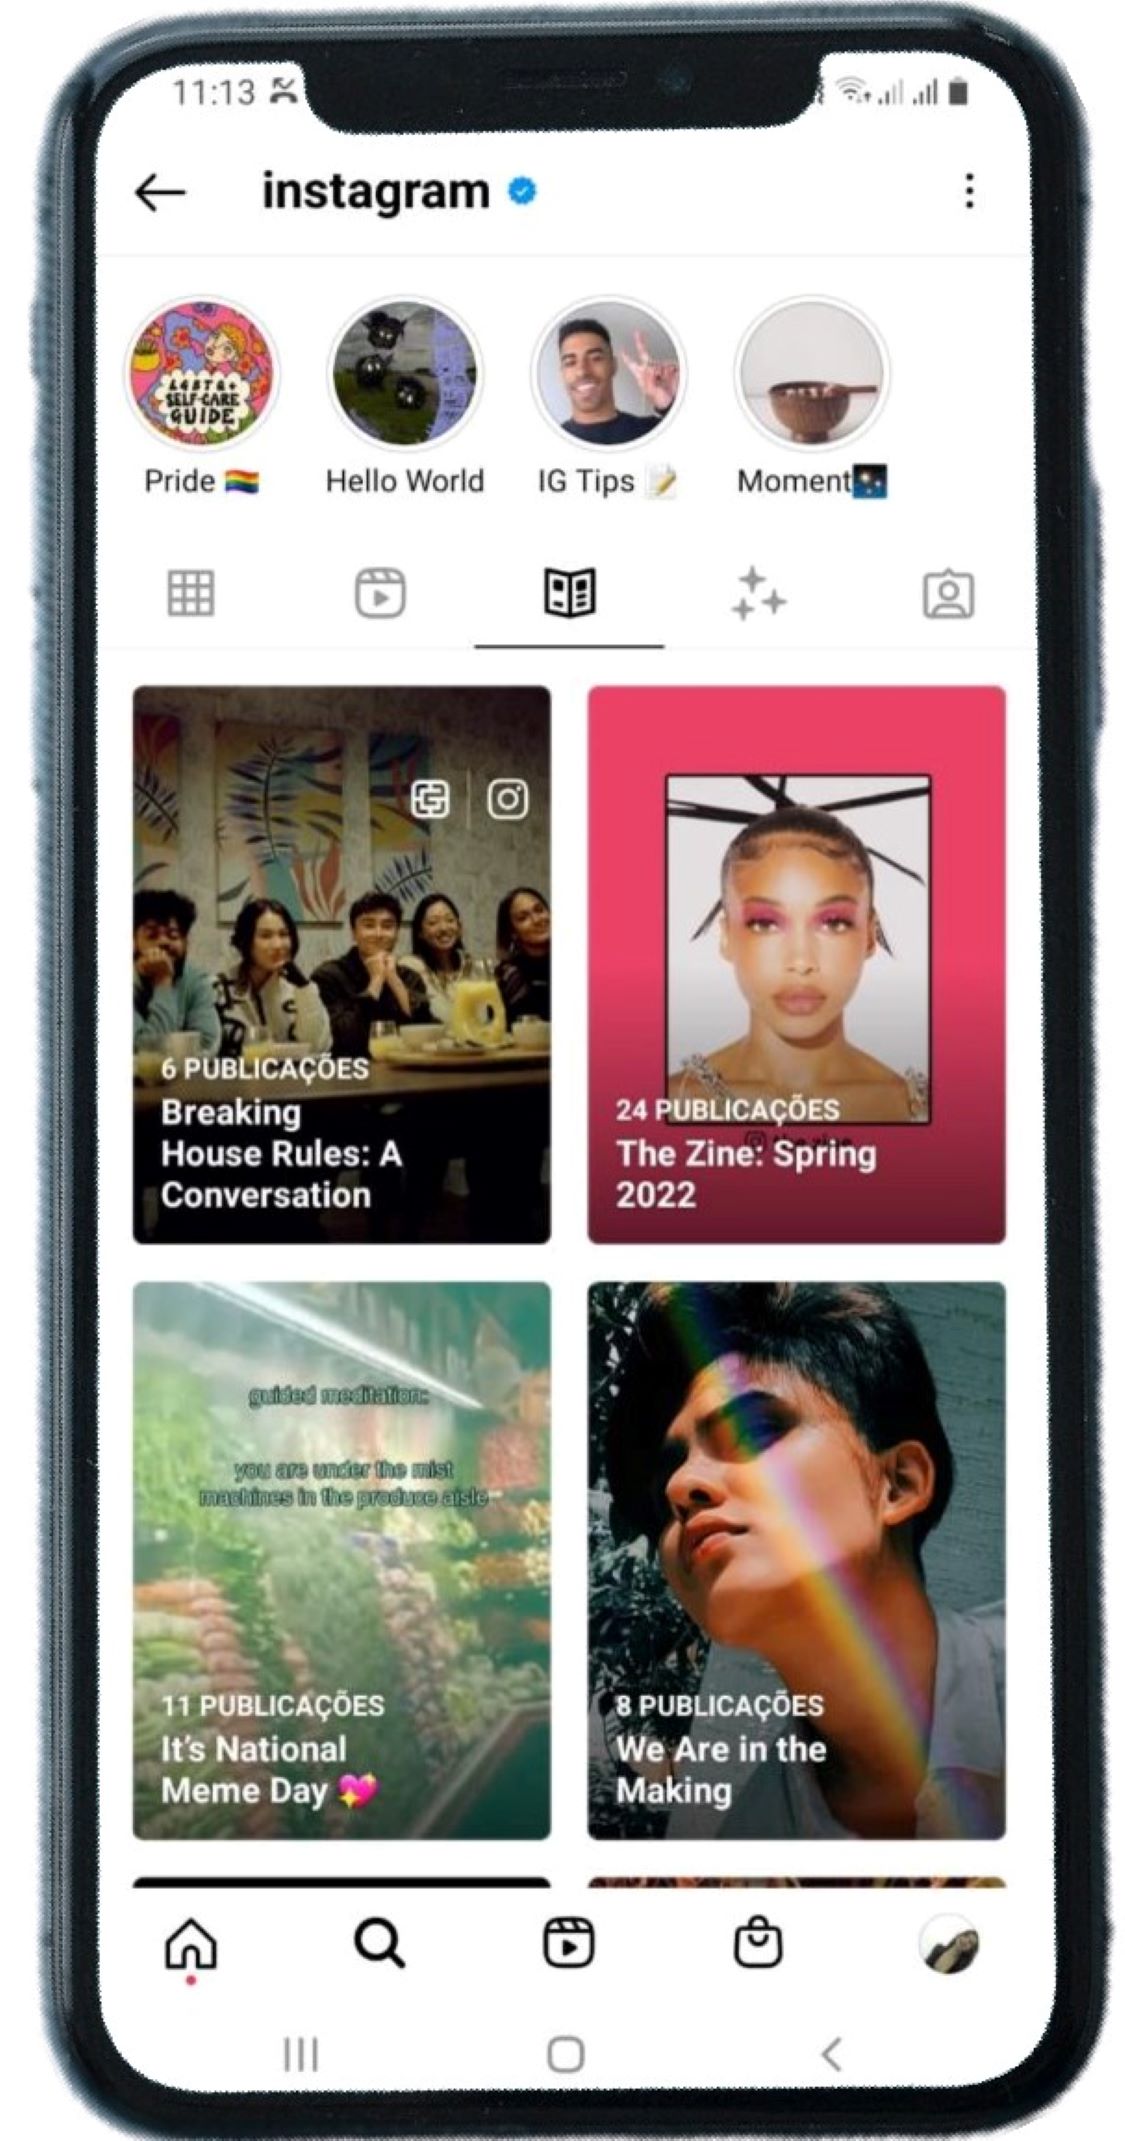 11:13
instagram
LGBTQ+
SELF-CARE
GUIDE
Pride 🏳️‍🌈
Hello World
IG Tips 📝
Moment🌌
6 PUBLICAÇÕES
Breaking
House Rules: A
Conversation
24 PUBLICAÇÕES
The Zine: Spring
2022
guided meditation:
you are under the mist
machines in the produce aisle
11 PUBLICAÇÕES
It's National
Meme Day 💖
8 PUBLICAÇÕES
We Are in the
Making